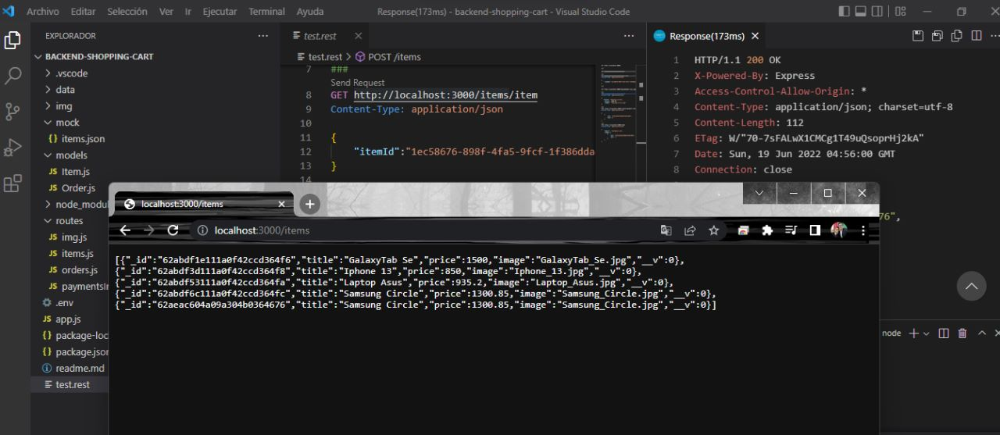 Archivo Editar Selección Ver Ir Ejecutar Terminal Ayuda Response(173ms) - backend-shopping-cart - Visual Studio Code
EXPLORADOR
BACKEND-SHOPPING-CART
.vscode
data
img
mock
items.json
models
Item.js
Order.js
node_modul
routes
img.js
items.js
orders.js
.env
app.js
package-loc
package.json
readme.md
test.rest
test.rest
test.rest > POST /items
7 ###
Send Request
8 GET http://localhost:3000/items/item
9 Content-Type: application/json
10
11 {
12 "itemId":"1ec58676-898f-4fa5-9fcf-1f386dda
13 }
14
Response(173ms)
1 HTTP/1.1 200 OK
2 X-Powered-By: Express
3 Access-Control-Allow-Origin: *
4 Content-Type: application/json; charset=utf-8
5 Content-Length: 112
6 ETag: W/"70-7sFALwX1CMCg1T49uQsoprHj2kA"
7 Date: Sun, 19 Jun 2022 04:56:00 GMT
8 Connection: close
76",
localhost:3000/items
localhost:3000/items
[{"_id":"62abdf1e111a0f42ccd364f6","title":"GalaxyTab Se","price":1500,"image":"GalaxyTab_Se.jpg","__v":0},
{"_id":"62abdf3d111a0f42ccd364f8","title":"Iphone 13","price":850,"image":"Iphone_13.jpg","__v":0},
{"_id":"62abdf53111a0f42ccd364fa","title":"Laptop Asus","price":935.2,"image":"Laptop_Asus.jpg","__v":0},
{"_id":"62abdf6c111a0f42ccd364fc","title":"Samsung Circle","price":1300.85,"image":"Samsung_Circle.jpg","__v":0},
{"_id":"62aeac604a09a304b0364676","title":"Samsung Circle","price":1300.85,"image":"Samsung_Circle.jpg","__v":0}]
node